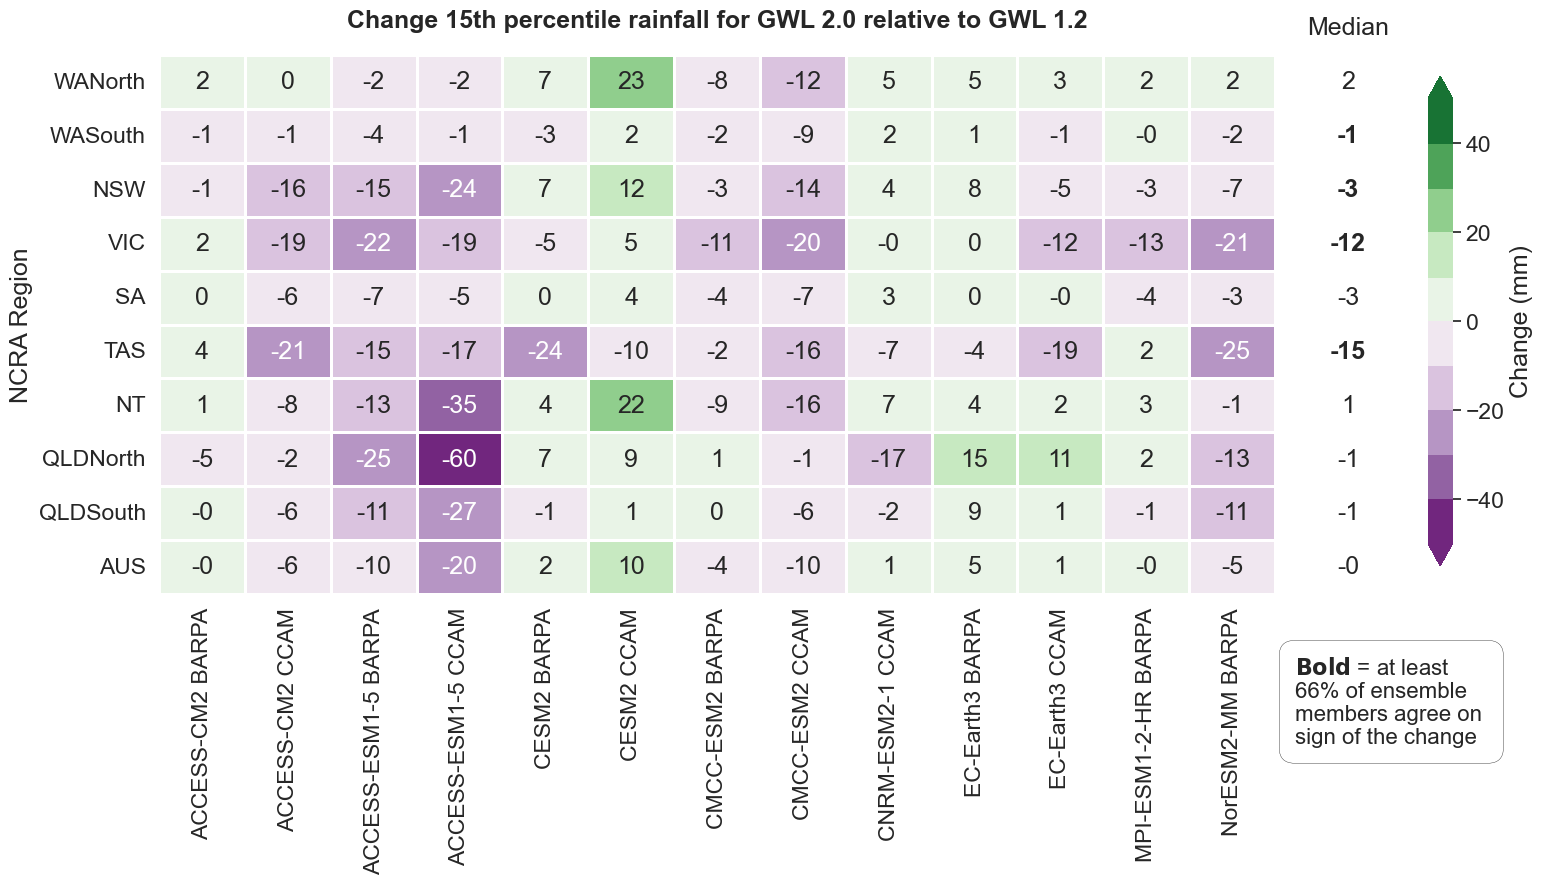 Change 15th percentile rainfall for GWL 2.0 relative to GWL 1.2
Median
NCRA Region
WANorth 2 0 -2 -2 7 23 -8 -12 5 5 3 2 2 2
WASouth -1 -1 -4 -1 -3 2 -2 -9 2 1 -1 -0 -2 -1
NSW -1 -16 -15 -24 7 12 -3 -14 4 8 -5 -3 -7 -3
VIC 2 -19 -22 -19 -5 5 -11 -20 -0 0 -12 -13 -21 -12
SA 0 -6 -7 -5 0 4 -4 -7 3 0 -0 -4 -3 -3
TAS 4 -21 -15 -17 -24 -10 -2 -16 -7 -4 -19 2 -25 -15
NT 1 -8 -13 -35 4 22 -9 -16 7 4 2 3 -1 1
QLDNorth -5 -2 -25 -60 7 9 1 -1 -17 15 11 2 -13 -1
QLDSouth -0 -6 -11 -27 -1 1 0 -6 -2 9 1 -1 -11 -1
AUS -0 -6 -10 -20 2 10 -4 -10 1 5 1 -0 -5 -0
ACCESS-CM2 BARPA
ACCESS-CM2 CCAM
ACCESS-ESM1-5 BARPA
ACCESS-ESM1-5 CCAM
CESM2 BARPA
CESM2 CCAM
CMCC-ESM2 BARPA
CMCC-ESM2 CCAM
CNRM-ESM2-1 CCAM
EC-Earth3 BARPA
EC-Earth3 CCAM
MPI-ESM1-2-HR BARPA
NorESM2-MM BARPA
40
20
0
−20
−40
Change (mm)
Bold = at least
66% of ensemble
members agree on
sign of the change